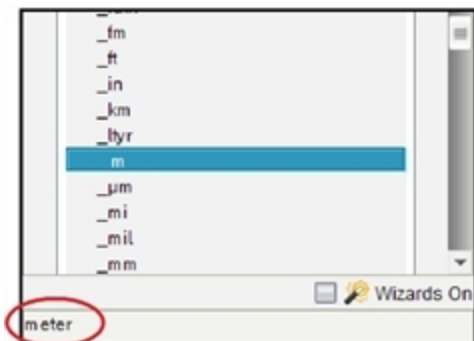 _fm
_ft
_in
_km
_ltyr
_m
_µm
_mi
_mil
_mm
Wizards On
meter